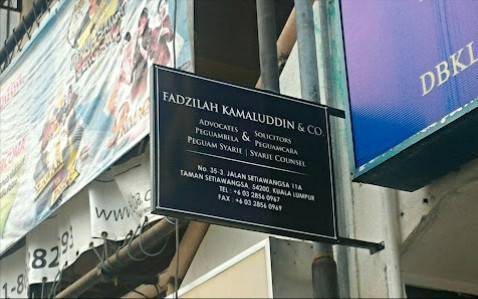 FADZILAH KAMALUDDIN & CO.
ADVOCATES & SOLICITORS
PEGUAMBELA & PEGUAMCARA
PEGUAM SYARIE | SYARIE COUNSEL
No. 35-3, JALAN SETIAWANGSA 11A
TAMAN SETIAWANGSA, 54200, KUALA LUMPUR
TEL : +6 03 2856 0967
FAX : +6 03 2856 0969
DBKL